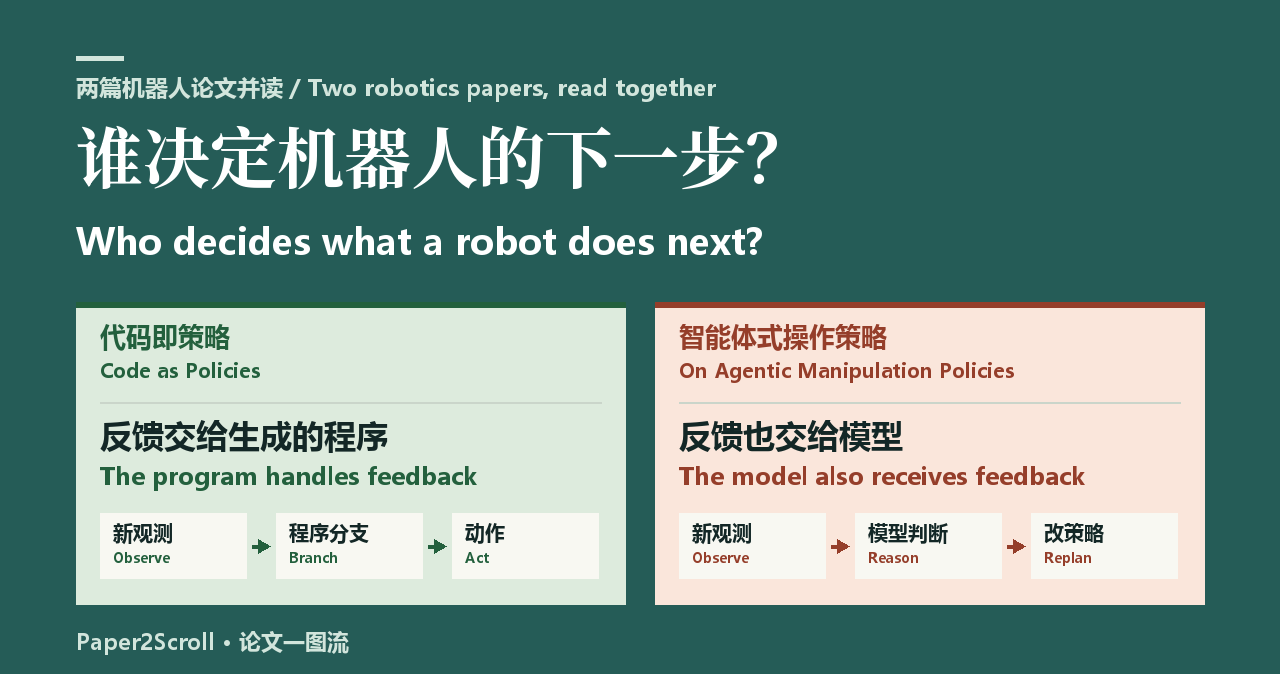 两篇机器人论文并读 / Two robotics papers, read together
谁决定机器人的下一步?
Who decides what a robot does next?
代码即策略
Code as Policies
反馈交给生成的程序
The program handles feedback
新观测
Observe
程序分支
Branch
动作
Act
智能体式操作策略
On Agentic Manipulation Policies
反馈也交给模型
The model also receives feedback
新观测
Observe
模型判断
Reason
改策略
Replan
Paper2Scroll • 论文一图流